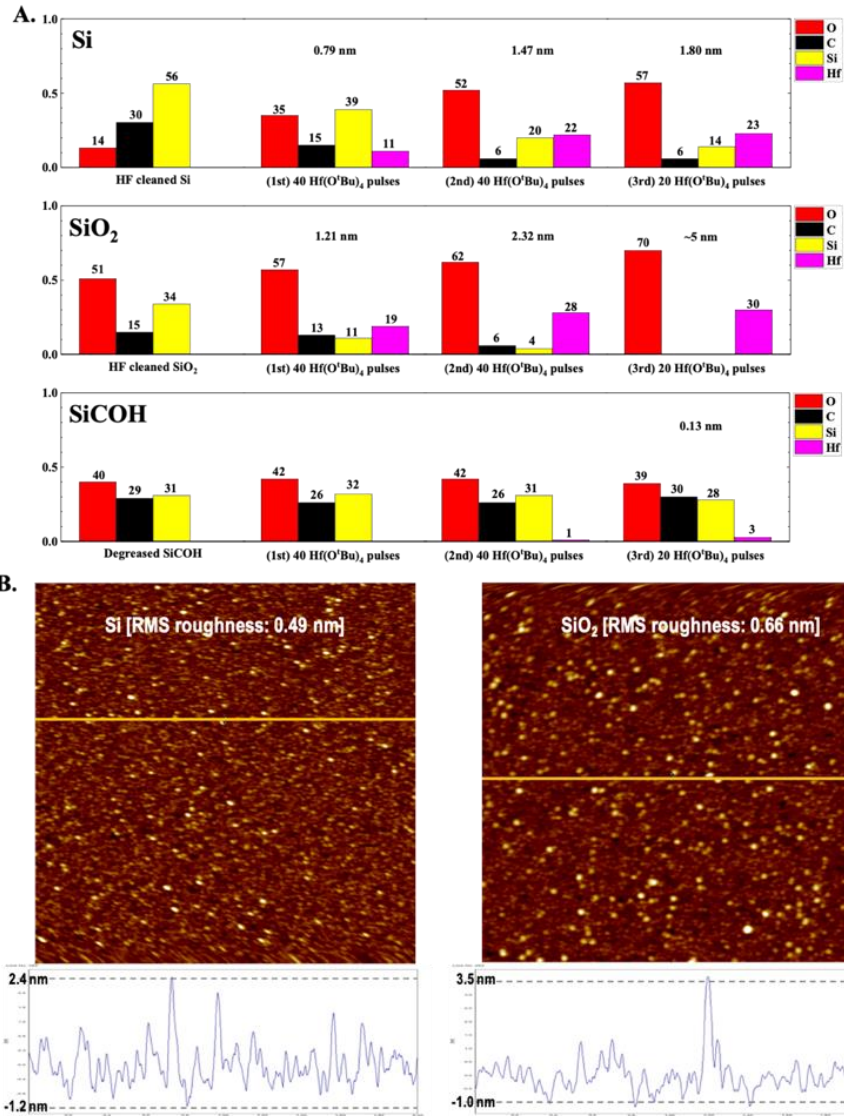 A.
Si
1.0
0.5
0.0
0.79 nm
1.47 nm
1.80 nm
O
C
Si
Hf
14
30
56
35
15
39
11
52
6
20
22
57
6
14
23
HF cleaned Si
(1st) 40 Hf(OᵗBu)₄ pulses
(2nd) 40 Hf(OᵗBu)₄ pulses
(3rd) 20 Hf(OᵗBu)₄ pulses
SiO₂
1.0
0.5
0.0
1.21 nm
2.32 nm
~5 nm
O
C
Si
Hf
51
15
34
57
13
11
19
62
6
4
28
70
30
HF cleaned SiO₂
(1st) 40 Hf(OᵗBu)₄ pulses
(2nd) 40 Hf(OᵗBu)₄ pulses
(3rd) 20 Hf(OᵗBu)₄ pulses
SiCOH
1.0
0.5
0.0
0.13 nm
O
C
Si
Hf
40
29
31
42
26
32
42
26
31
1
39
30
28
3
Degreased SiCOH
(1st) 40 Hf(OᵗBu)₄ pulses
(2nd) 40 Hf(OᵗBu)₄ pulses
(3rd) 20 Hf(OᵗBu)₄ pulses
B.
Si [RMS roughness: 0.49 nm]
SiO₂ [RMS roughness: 0.66 nm]
2.4 nm
-1.2 nm
3.5 nm
-1.0 nm